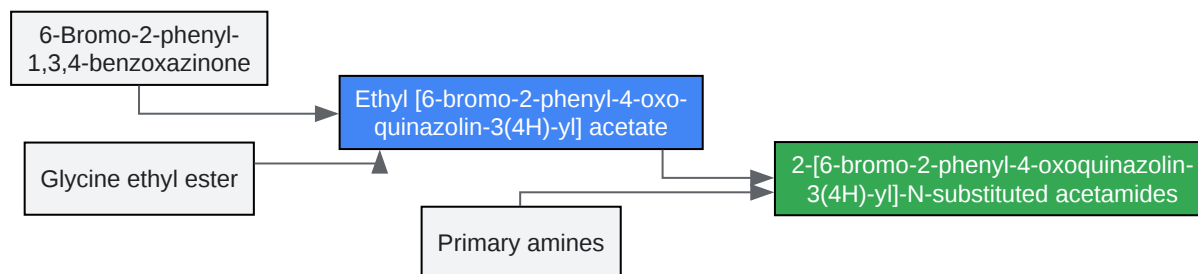 6-Bromo-2-phenyl-
1,3,4-benzoxazinone
Ethyl [6-bromo-2-phenyl-4-oxo-
quinazolin-3(4H)-yl] acetate
Glycine ethyl ester
2-[6-bromo-2-phenyl-4-oxoquinazolin-
3(4H)-yl]-N-substituted acetamides
Primary amines